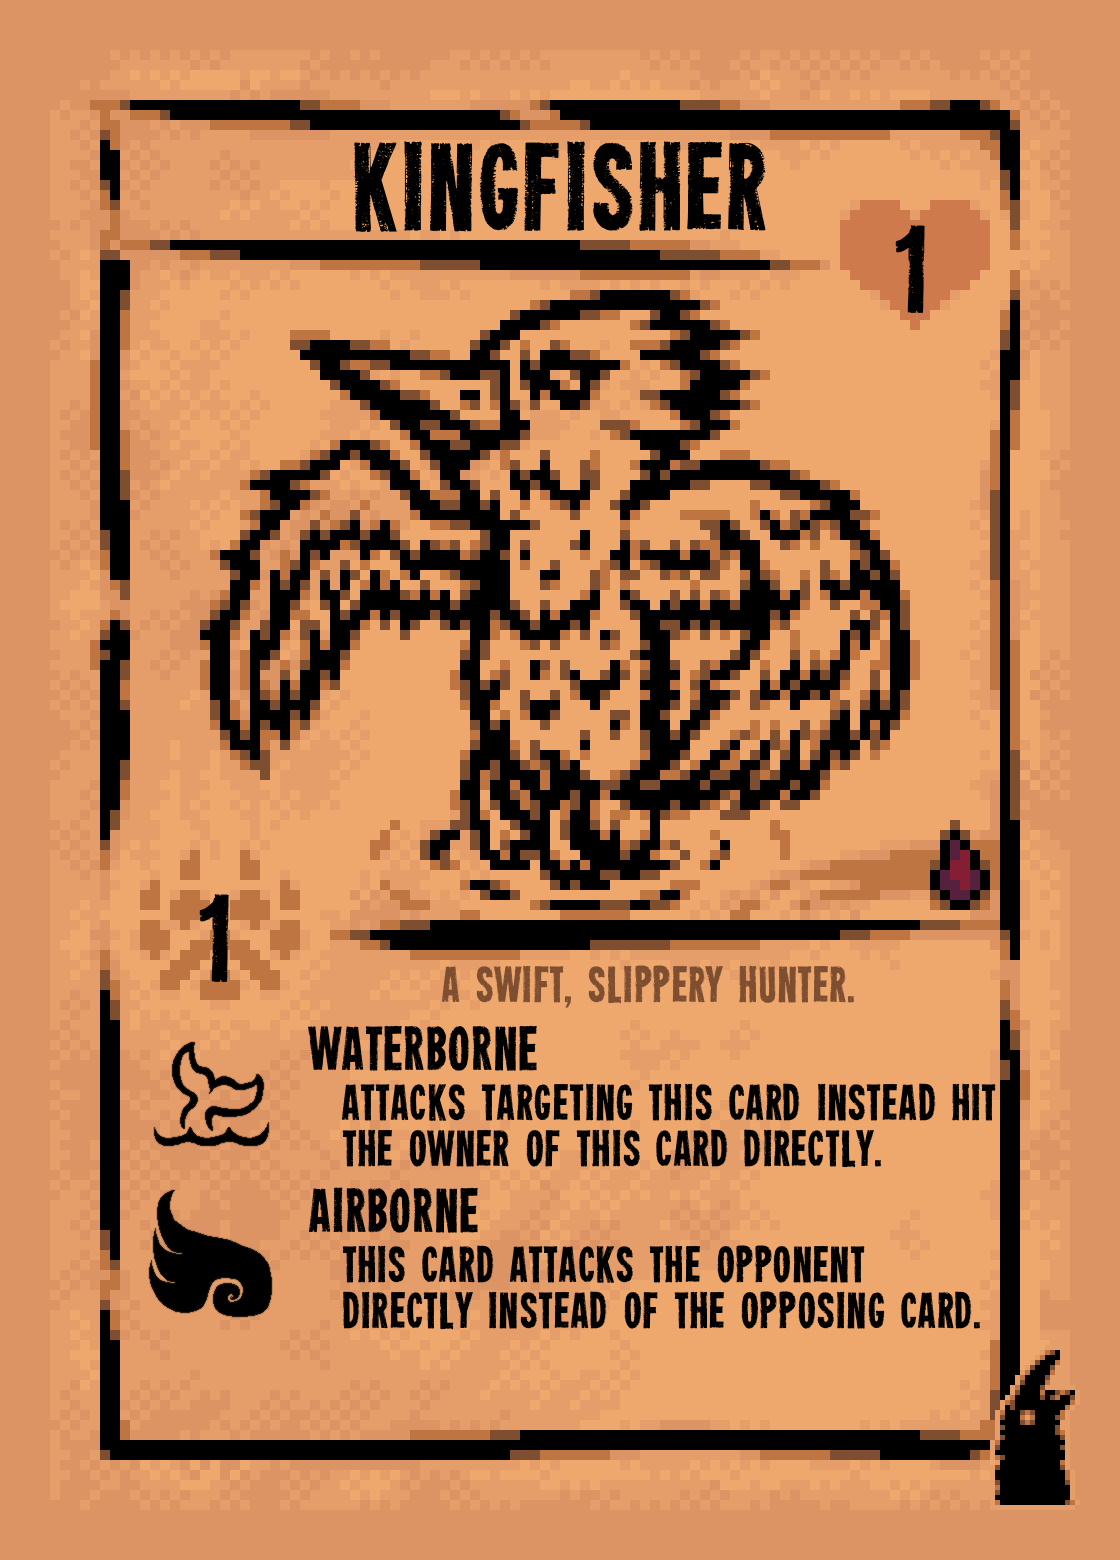 KINGFISHER
1
1
A SWIFT, SLIPPERY HUNTER.
WATERBORNE
ATTACKS TARGETING THIS CARD INSTEAD HIT
THE OWNER OF THIS CARD DIRECTLY.
AIRBORNE
THIS CARD ATTACKS THE OPPONENT
DIRECTLY INSTEAD OF THE OPPOSING CARD.